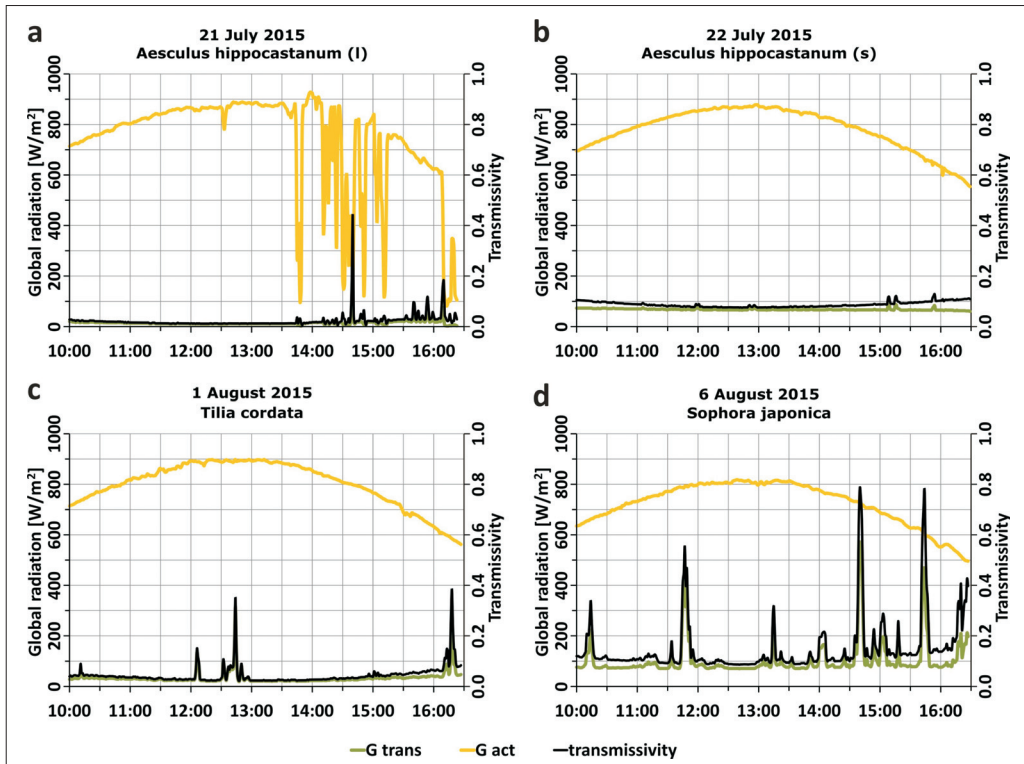 a
21 July 2015
Aesculus hippocastanum (l)
Global radiation [W/m²]
1000
800
600
400
200
0
1.0
0.8
0.6
0.4
0.2
0.0
Transmissivity
10:00 11:00 12:00 13:00 14:00 15:00 16:00
b
22 July 2015
Aesculus hippocastanum (s)
Global radiation [W/m²]
1000
800
600
400
200
0
1.0
0.8
0.6
0.4
0.2
0.0
Transmissivity
10:00 11:00 12:00 13:00 14:00 15:00 16:00
c
1 August 2015
Tilia cordata
Global radiation [W/m²]
1000
800
600
400
200
0
1.0
0.8
0.6
0.4
0.2
0.0
Transmissivity
10:00 11:00 12:00 13:00 14:00 15:00 16:00
d
6 August 2015
Sophora japonica
Global radiation [W/m²]
1000
800
600
400
200
0
1.0
0.8
0.6
0.4
0.2
0.0
Transmissivity
10:00 11:00 12:00 13:00 14:00 15:00 16:00
G trans G act transmissivity